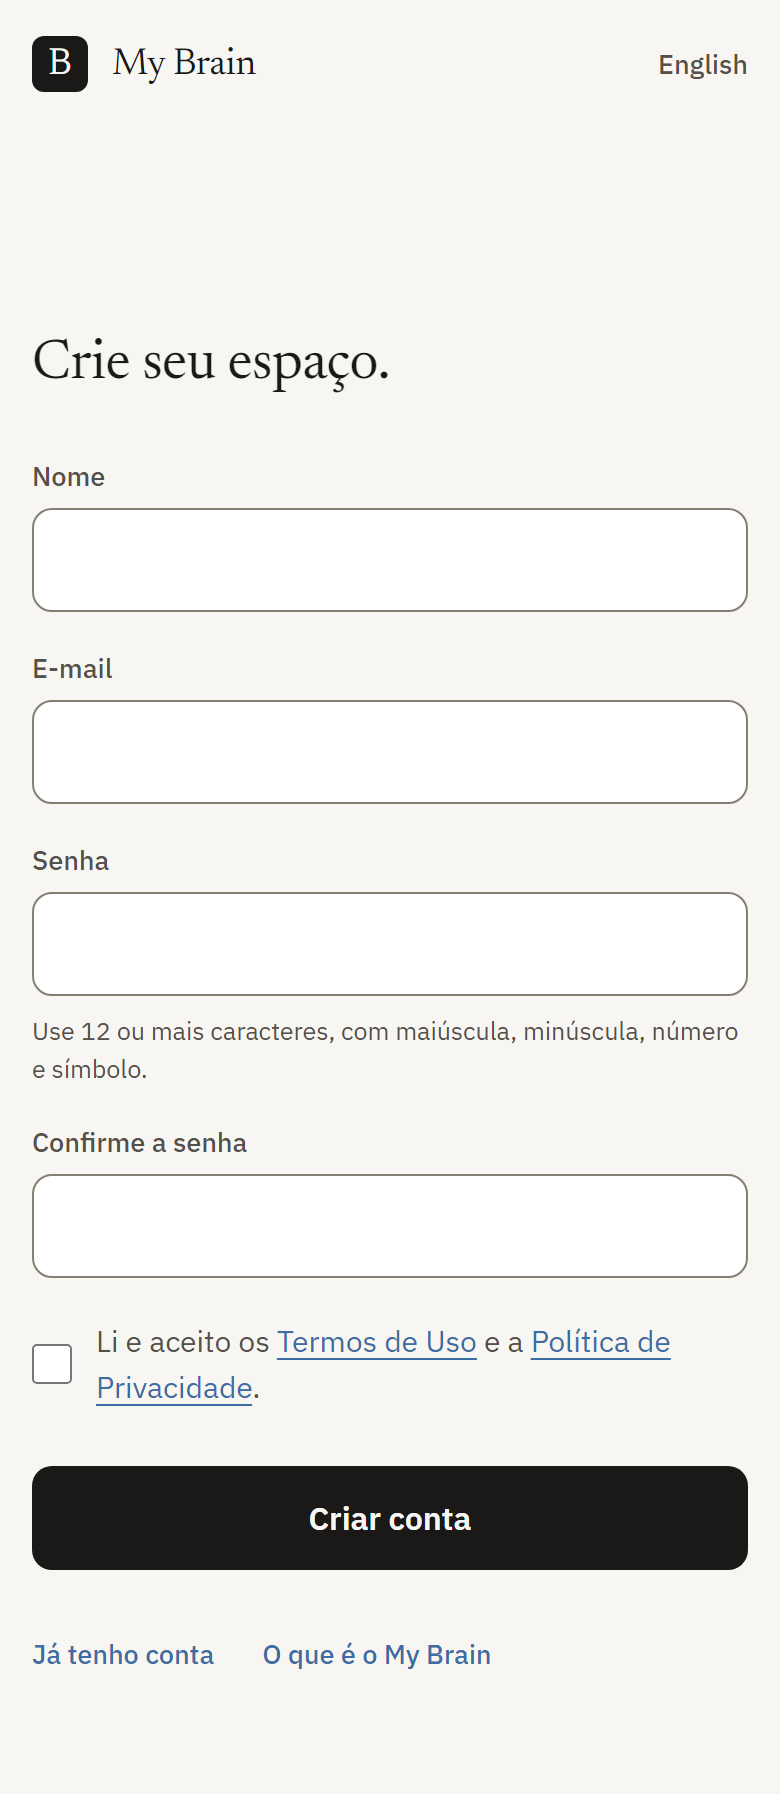 B My Brain
English
Crie seu espaço.
Nome
E-mail
Senha
Use 12 ou mais caracteres, com maiúscula, minúscula, número
e símbolo.
Confirme a senha
Li e aceito os Termos de Uso e a Política de
Privacidade.
Criar conta
Já tenho conta O que é o My Brain